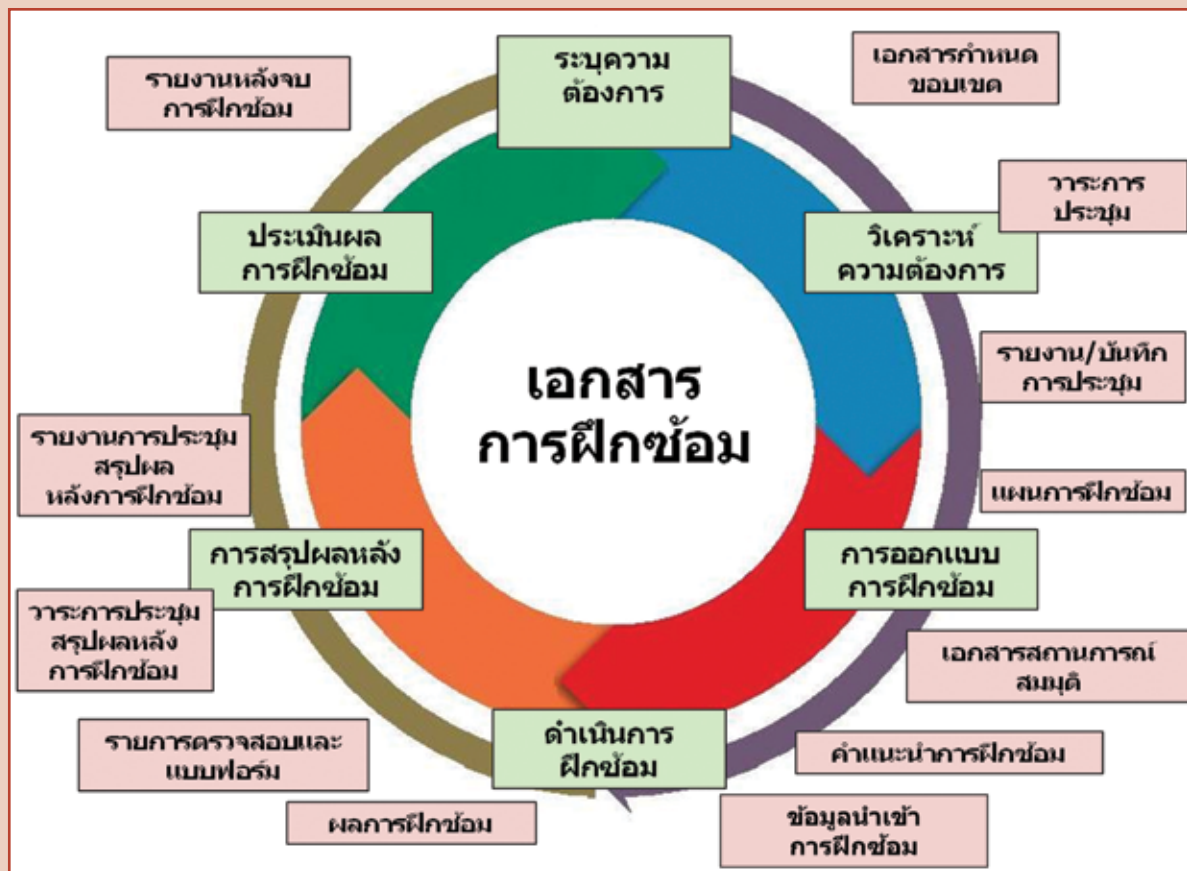 ระบุความ
ต้องการ
เอกสารกำหนด
ขอบเขต
รายงานหลังจบ
การฝึกซ้อม
วาระการ
ประชุม
ประเมินผล
การฝึกซ้อม
วิเคราะห์
ความต้องการ
รายงาน/บันทึก
การประชุม
เอกสาร
การฝึกซ้อม
รายงานการประชุม
สรุปผล
หลังการฝึกซ้อม
แผนการฝึกซ้อม
การสรุปผลหลัง
การฝึกซ้อม
การออกแบบ
การฝึกซ้อม
วาระการประชุม
สรุปผลหลัง
การฝึกซ้อม
เอกสารสถานการณ์
สมมุติ
รายการตรวจสอบและ
แบบฟอร์ม
ดำเนินการ
ฝึกซ้อม
คำแนะนำการฝึกซ้อม
ผลการฝึกซ้อม
ข้อมูลนำเข้า
การฝึกซ้อม